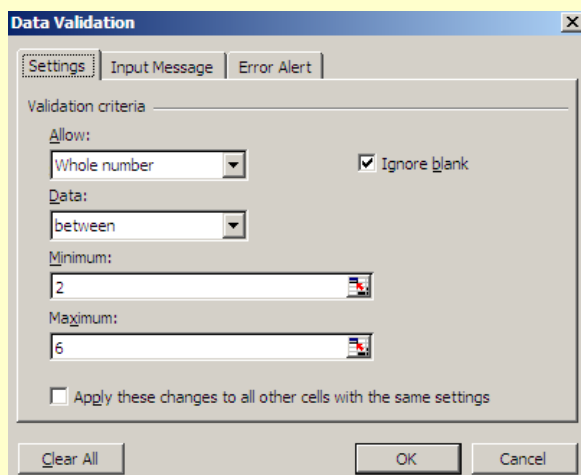 Data Validation
Settings Input Message Error Alert
Validation criteria
Allow:
Whole number Ignore blank
Data:
between
Minimum:
2
Maximum:
6
Apply these changes to all other cells with the same settings
Clear All OK Cancel